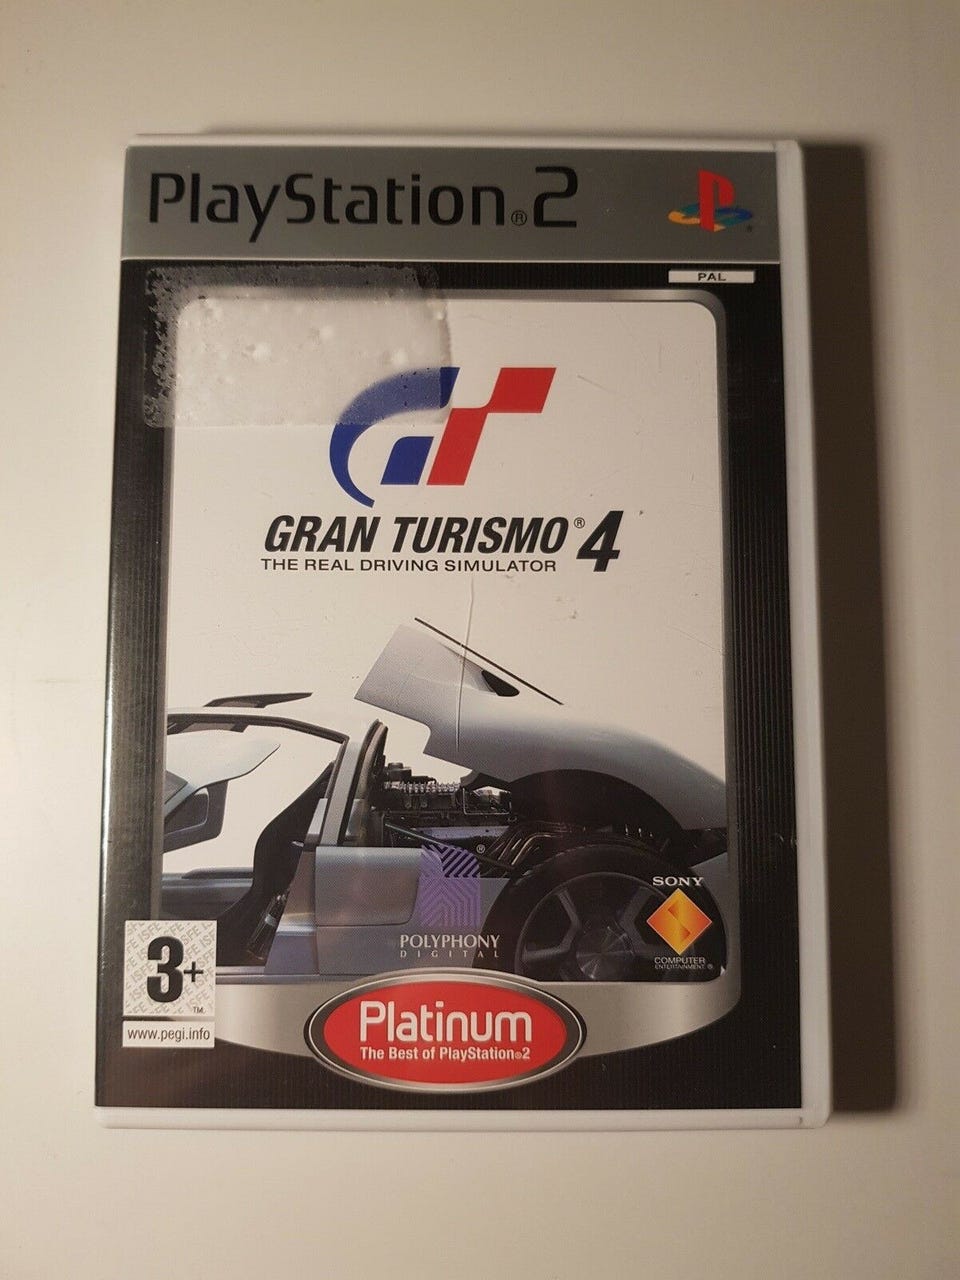 PlayStation®2
PAL
GRAN TURISMO®4
THE REAL DRIVING SIMULATOR
®
POLYPHONY
DIGITAL
SONY
COMPUTER
ENTERTAINMENT ®
3+
TM
www.pegi.info
Platinum
The Best of PlayStation®2